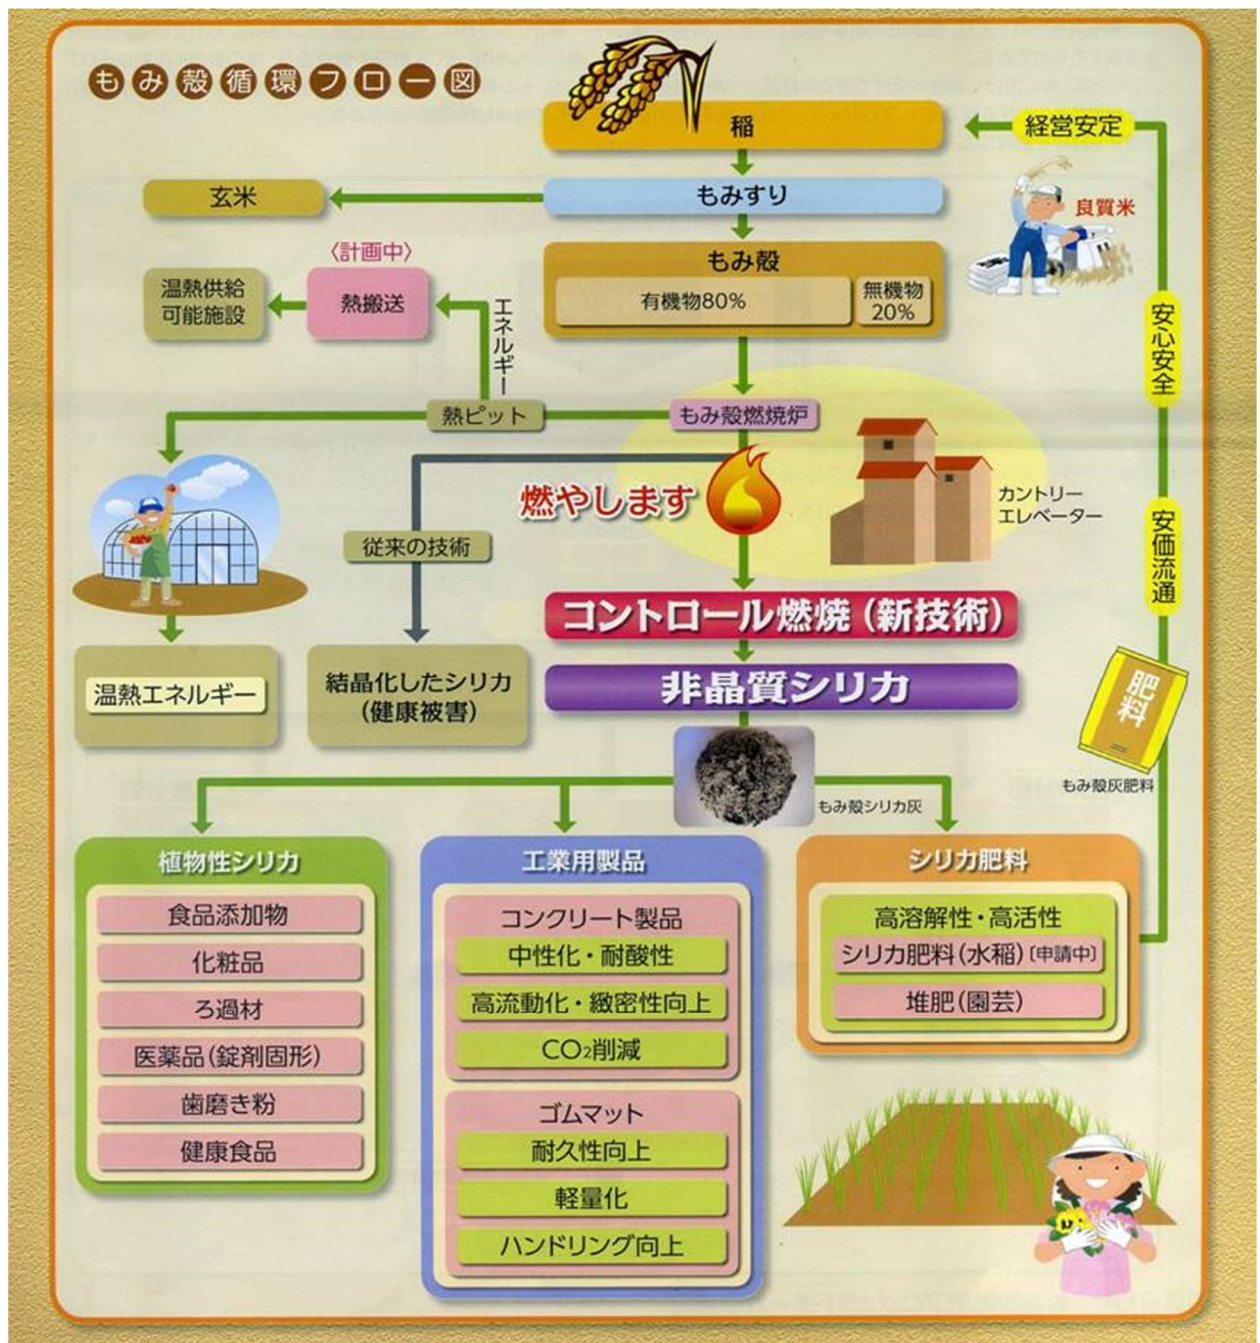 もみ殻循環フロー図
稲
経営安定
玄米
もみすり
良質米
〈計画中〉
もみ殻
温熱供給
可能施設
熱搬送
エネルギー
有機物80%
無機物
20%
安心安全
熱ピット
もみ殻燃焼炉
燃やします
カントリー
エレベーター
従来の技術
安価流通
コントロール燃焼（新技術）
温熱エネルギー
結晶化したシリカ
（健康被害）
非晶質シリカ
肥料
もみ殻灰肥料
もみ殻シリカ灰
植物性シリカ
食品添加物
化粧品
ろ過材
医薬品（錠剤固形）
歯磨き粉
健康食品
工業用製品
コンクリート製品
中性化・耐酸性
高流動化・緻密性向上
CO₂削減
ゴムマット
耐久性向上
軽量化
ハンドリング向上
シリカ肥料
高溶解性・高活性
シリカ肥料（水稲）〔申請中〕
堆肥（園芸）